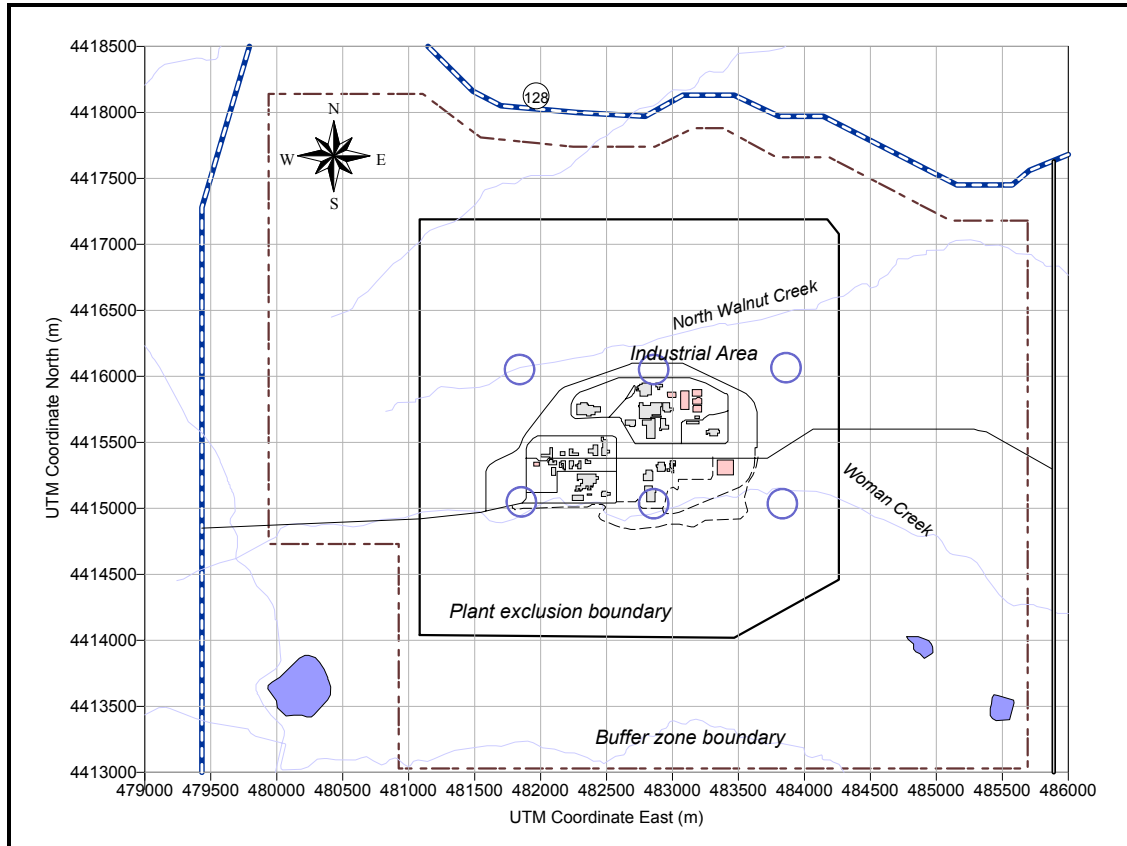 4418500
4418000
4417500
4417000
4416500
4416000
4415500
4415000
4414500
4414000
4413500
4413000
UTM Coordinate North (m)
128
N
W
E
S
North Walnut Creek
Industrial Area
Woman Creek
Plant exclusion boundary
Buffer zone boundary
479000 479500 480000 480500 481000 481500 482000 482500 483000 483500 484000 484500 485000 485500 486000
UTM Coordinate East (m)